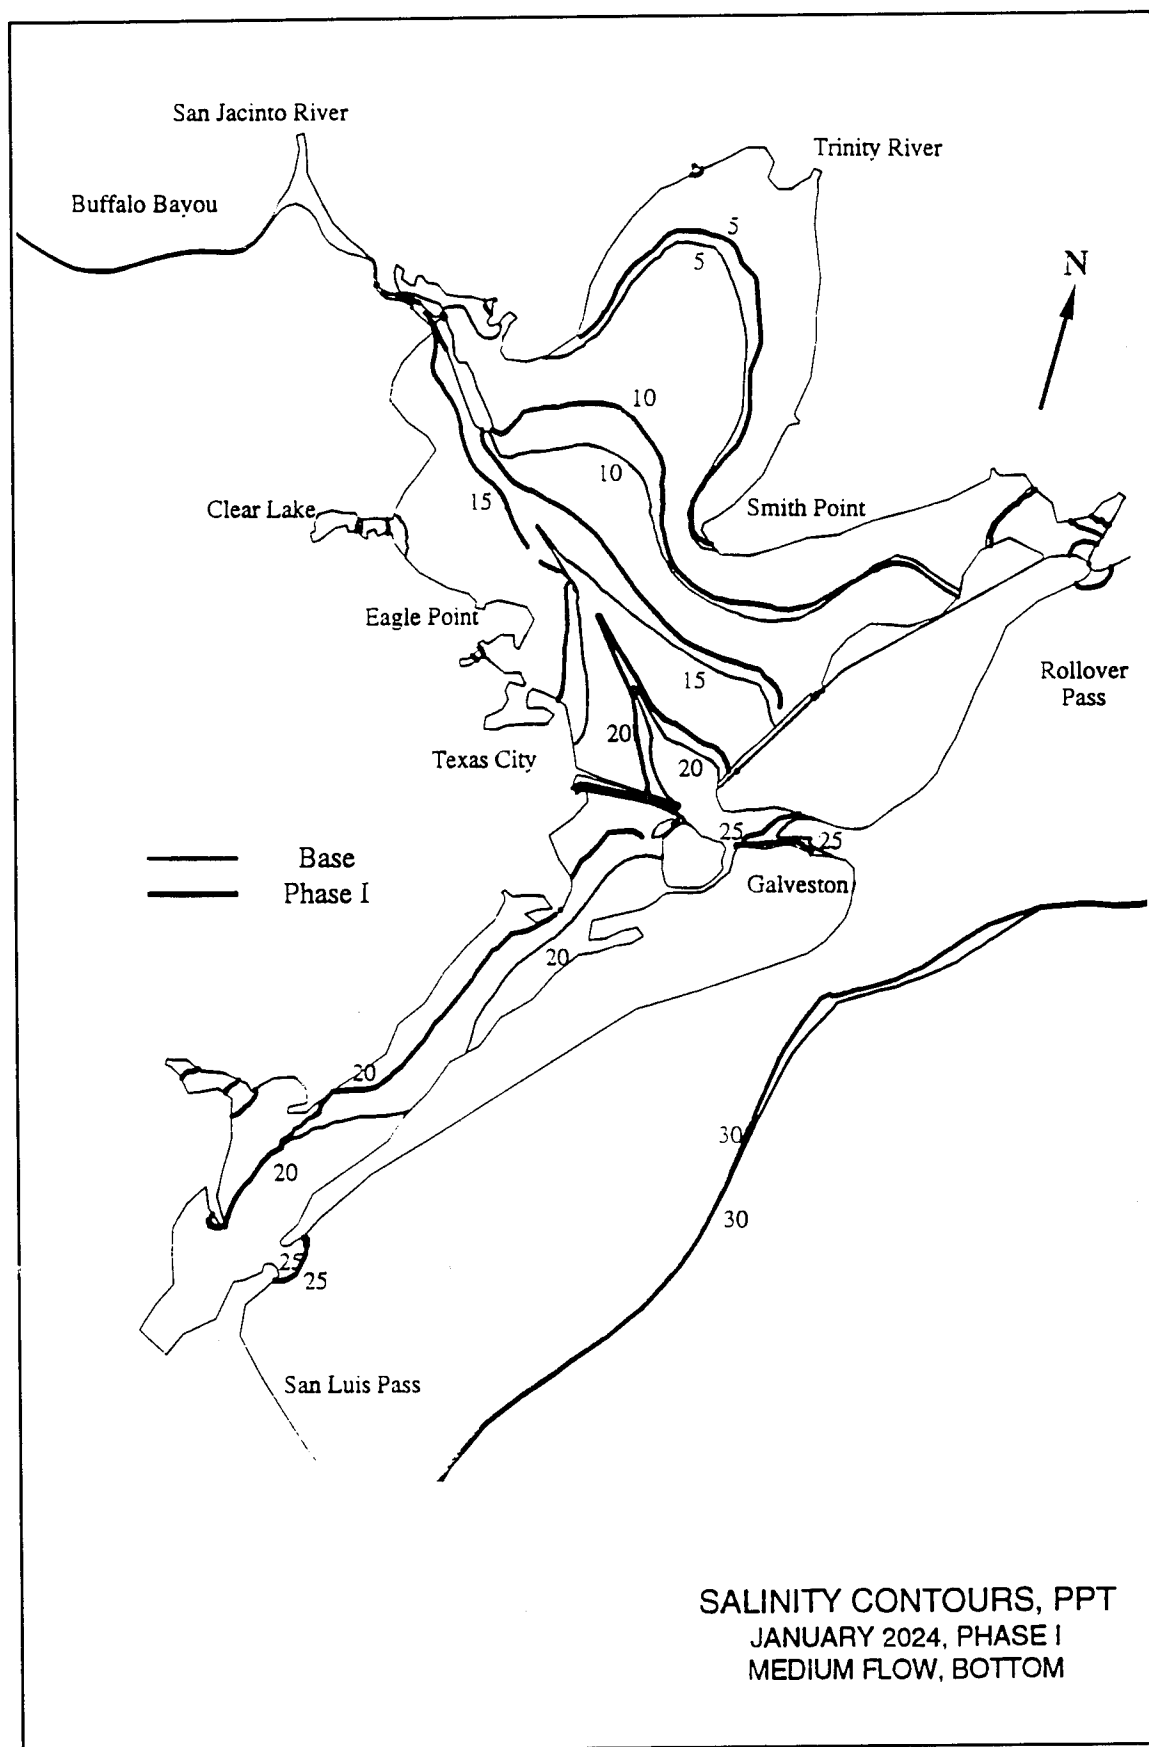 San Jacinto River
Trinity River
Buffalo Bayou
5
5
N
10
10
15
Clear Lake
Smith Point
Eagle Point
15
Rollover
Pass
20
Texas City
20
25
25
Base
Galveston
Phase I
20
20
30
20
30
25
25
San Luis Pass
SALINITY CONTOURS, PPT
JANUARY 2024, PHASE I
MEDIUM FLOW, BOTTOM